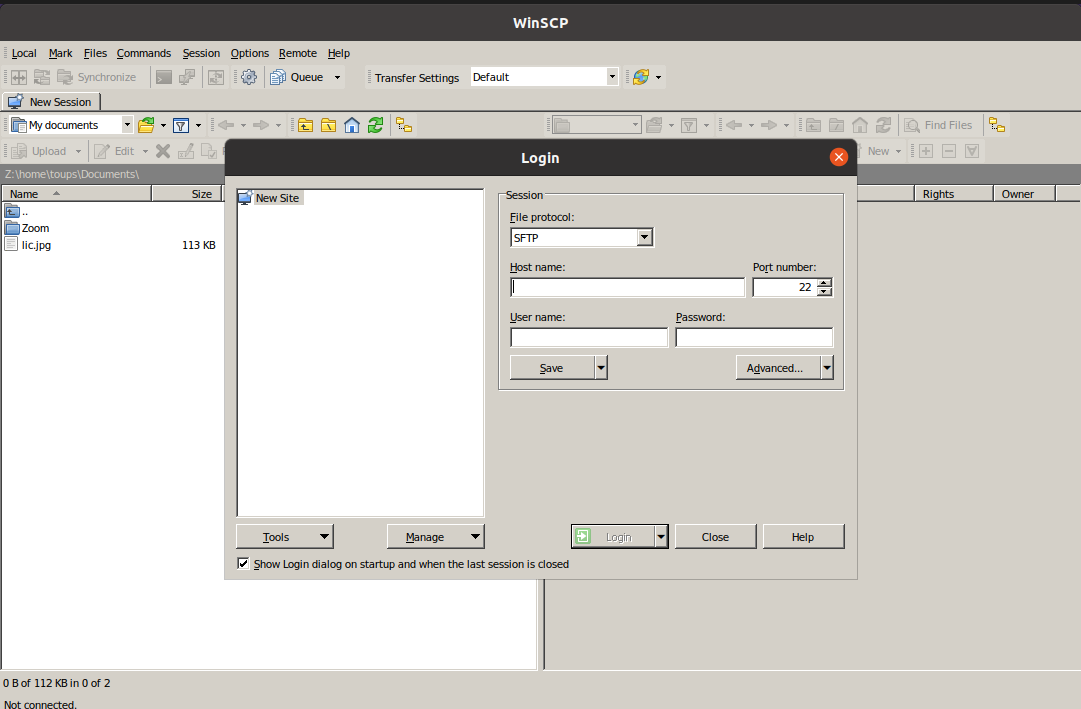 WinSCP
Local Mark Files Commands Session Options Remote Help
Synchronize Queue Transfer Settings Default
New Session
My documents Find Files
Upload Edit New
Z:\home\toups\Documents\
Name Size Rights Owner
..
Zoom
lic.jpg 113 KB
Login
New Site
Session
File protocol:
SFTP
Host name: Port number:
22
User name: Password:
Save Advanced...
Tools Manage Login Close Help
Show Login dialog on startup and when the last session is closed
0 B of 112 KB in 0 of 2
Not connected.